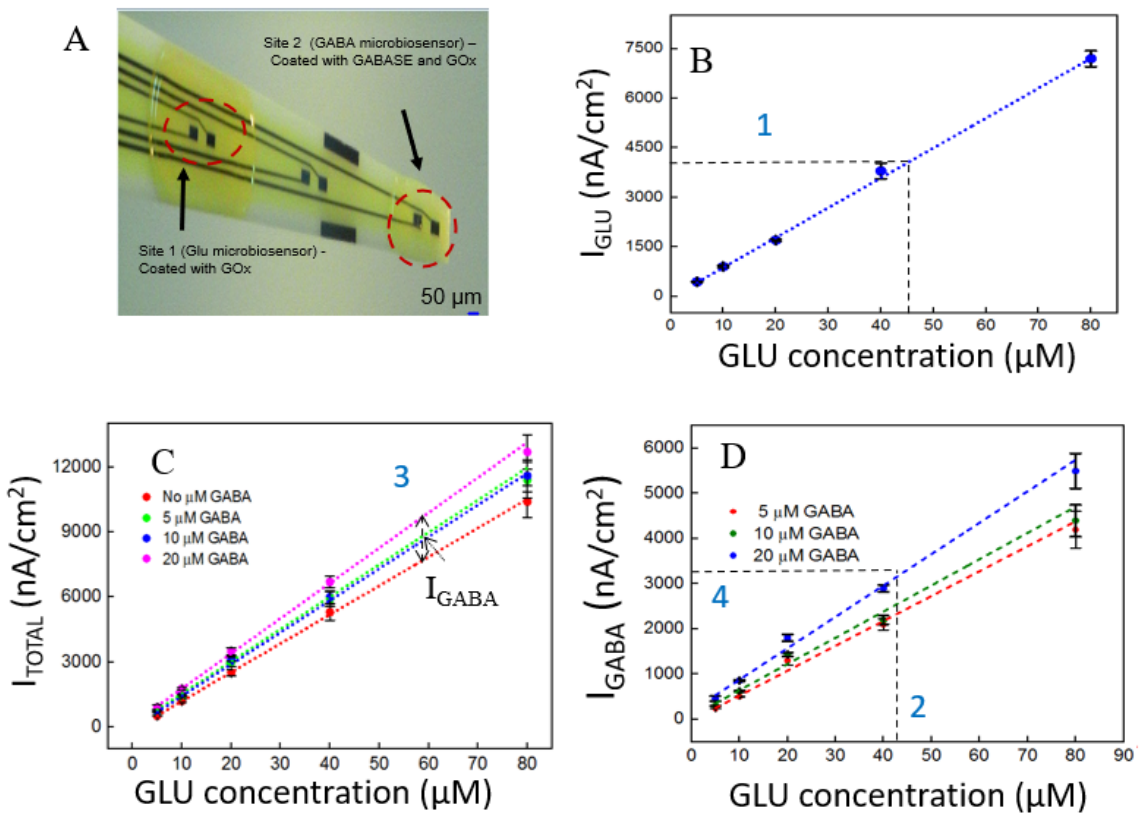 A
Site 2 (GABA microbiosensor) –
Coated with GABASE and GOx
Site 1 (Glu microbiosensor) -
Coated with GOx
50 µm
B
1
7500
6000
4500
3000
1500
0
0 10 20 30 40 50 60 70 80
I_GLU (nA/cm²)
GLU concentration (µM)
C
3
No µM GABA
5 µM GABA
10 µM GABA
20 µM GABA
I_GABA
12000
9000
6000
3000
0
0 10 20 30 40 50 60 70 80
I_TOTAL (nA/cm²)
GLU concentration (µM)
D
5 µM GABA
10 µM GABA
20 µM GABA
4
2
6000
5000
4000
3000
2000
1000
0
0 10 20 30 40 50 60 70 80 90
I_GABA (nA/cm²)
GLU concentration (µM)